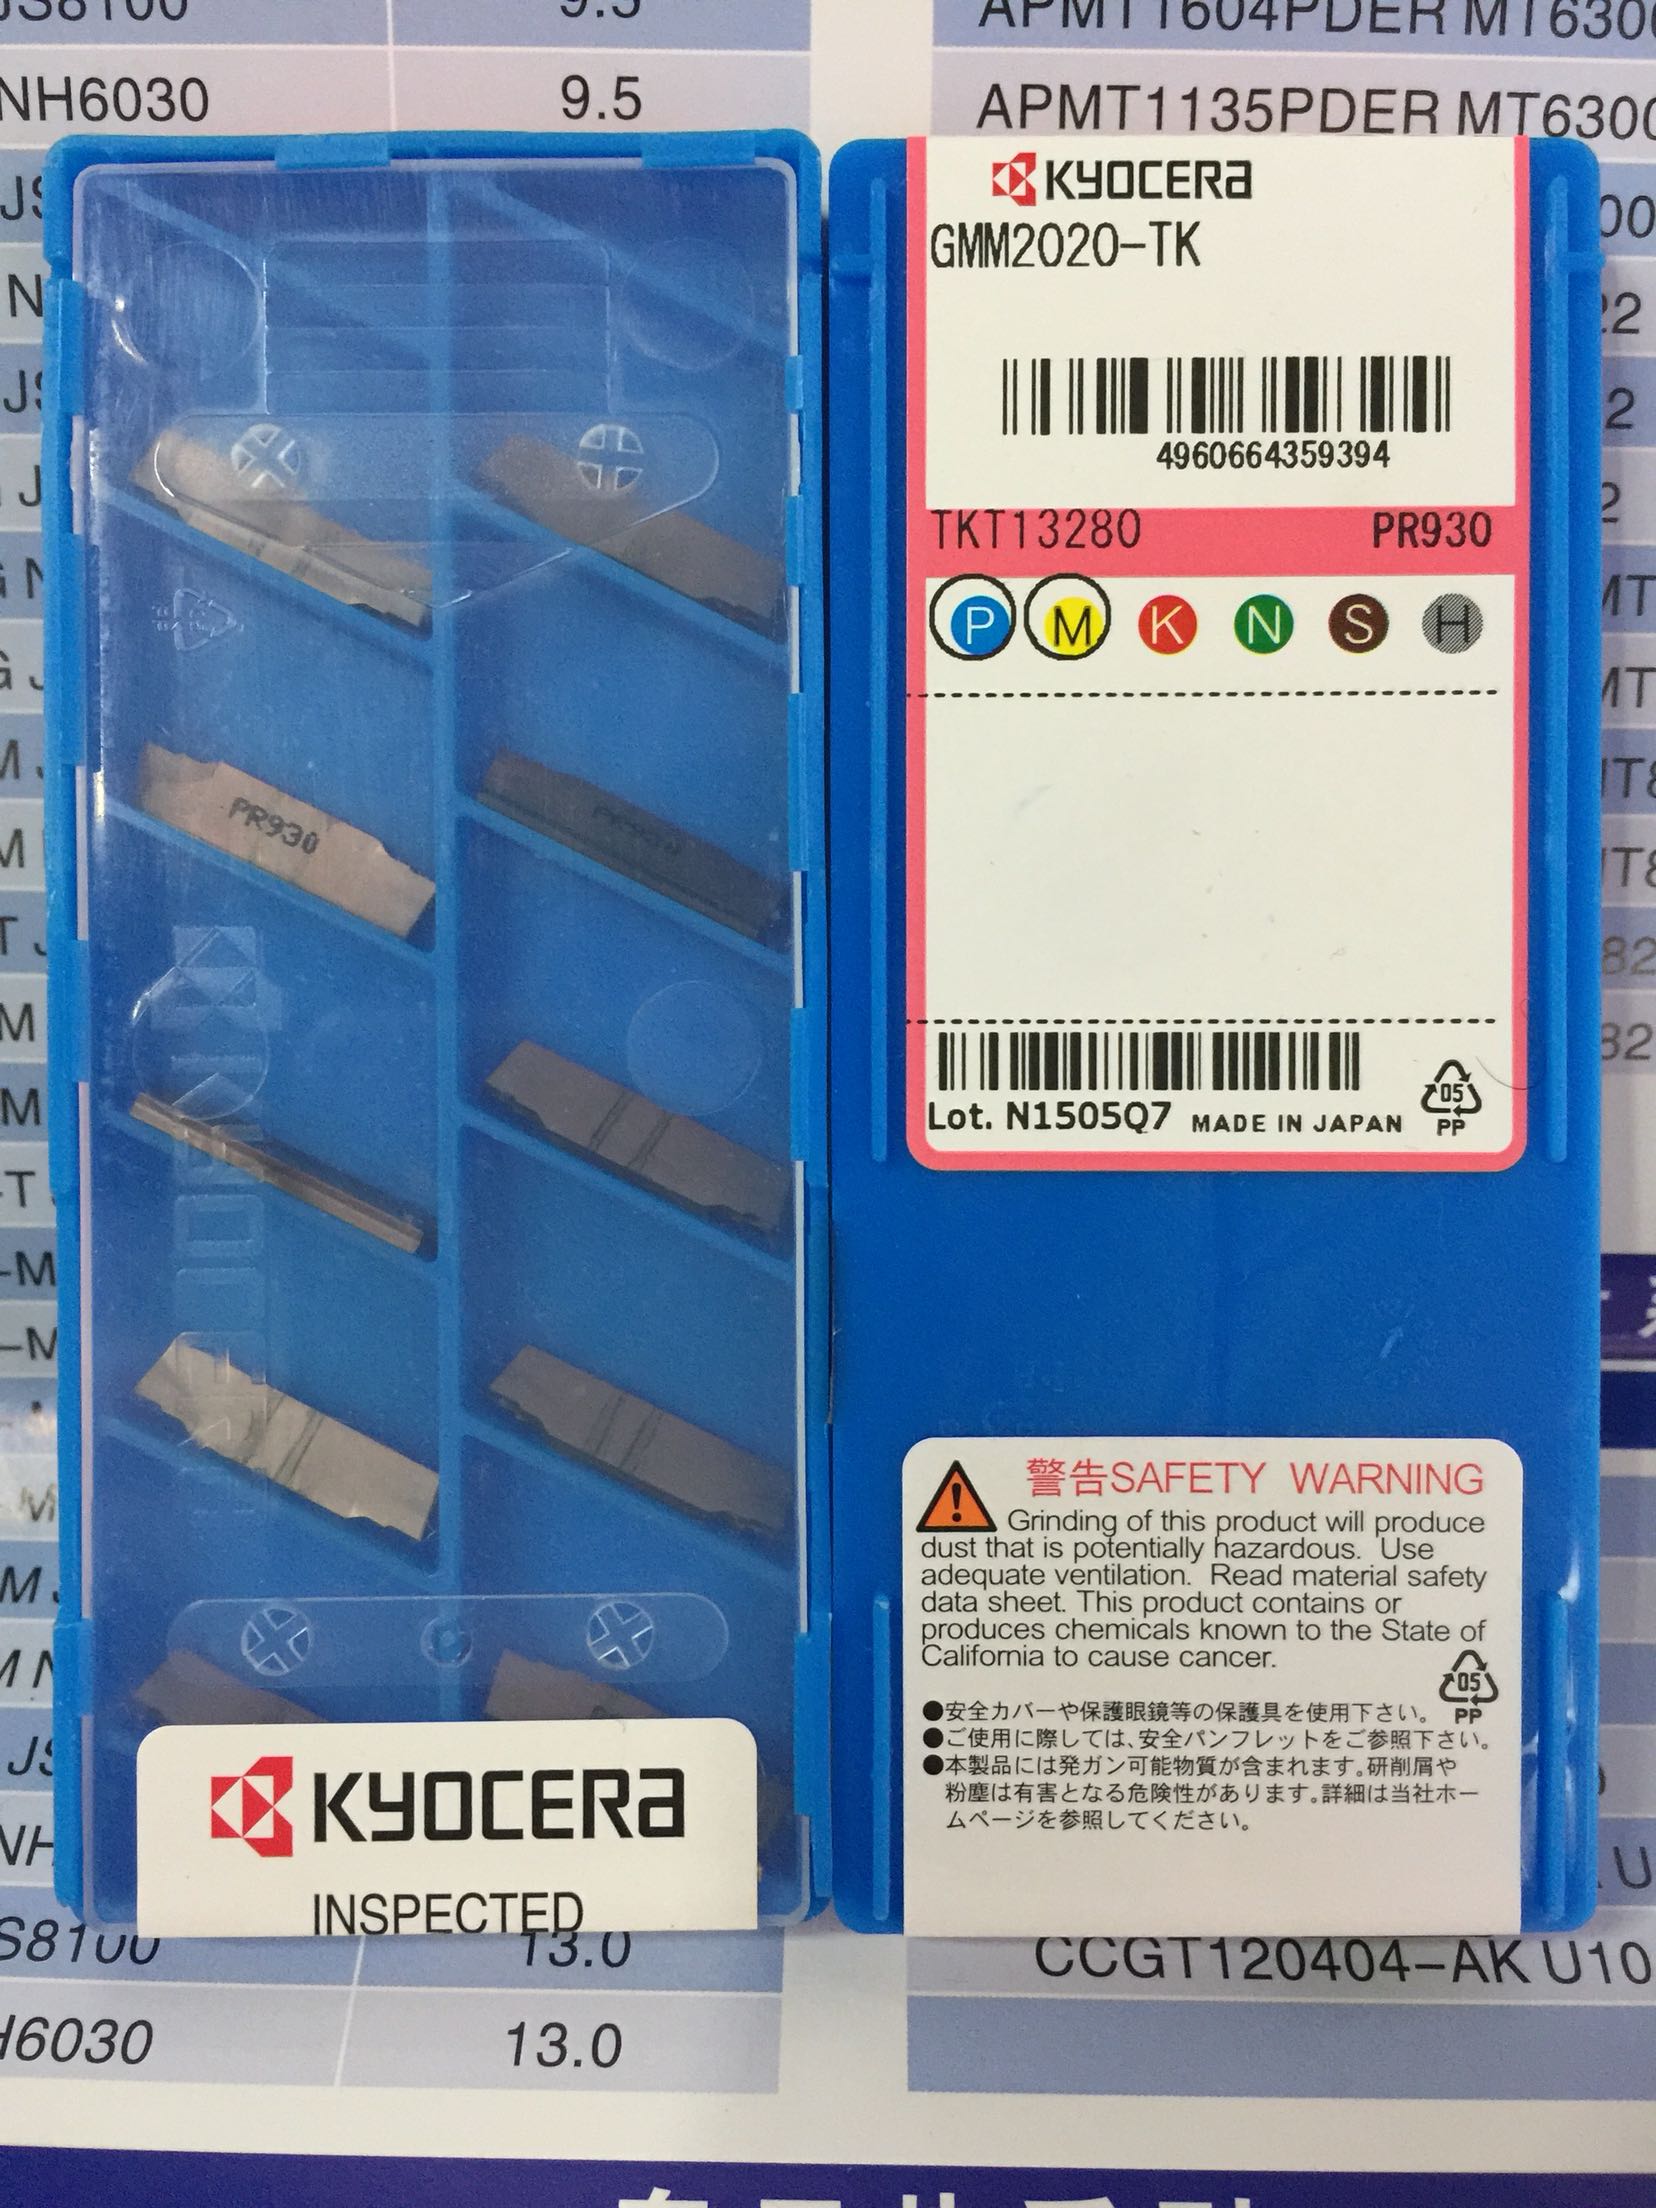 JS8100
9.5
APMT1604PDER MT6300
NH6030
9.5
APMT1135PDER MT6300
KYOCERA
GMM2020-TK
4960664359394
TKT13280
PR930
P M K N S H
PR930
PR930
Lot. N1505Q7
MADE IN JAPAN
05
PP
警告SAFETY WARNING
Grinding of this product will produce
dust that is potentially hazardous. Use
adequate ventilation. Read material safety
data sheet. This product contains or
produces chemicals known to the State of
California to cause cancer.
05
PP
●安全カバーや保護眼鏡等の保護具を使用下さい。
●ご使用に際しては、安全パンフレットをご参照下さい。
●本製品には発ガン可能物質が含まれます。研削屑や
粉塵は有害となる危険性があります。詳細は当社ホー
ムページを参照してください。
KYOCERA
INSPECTED
S8100
13.0
CCGT120404-AK U10
H6030
13.0